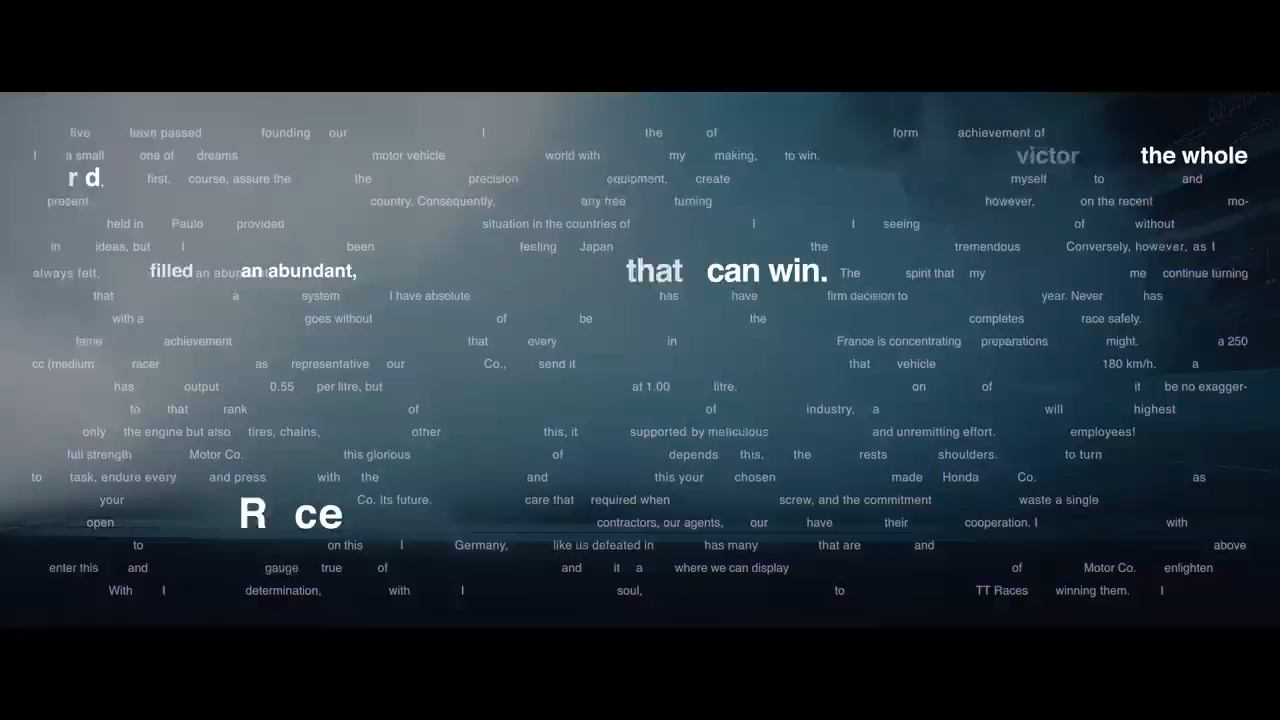 five have passed founding our I the of form achievement of
I a small one of dreams motor vehicle world with my making, to win. victor the whole
r d, first, course, assure the the precision equipment, create myself to and
present country. Consequently, any free turning however, on the recent mo-
held in Paulo provided situation in the countries of I I seeing of without
in ideas, but I been feeling Japan the tremendous Conversely, however, as I
always felt, filled an abundant, that can win. The spirit that my me continue turning
that a system I have absolute has have firm decision to year. Never has
with a goes without of be the completes race safely.
fame achievement that every in France is concentrating preparations might. a 250
cc (medium racer as representative our Co., send it that vehicle 180 km/h. a
has output 0.55 per litre, but at 1.00 litre. on of it be no exagger-
to that rank of of industry, a will highest
only the engine but also tires, chains, other this, it supported by meticulous and unremitting effort. employees!
full strength Motor Co. this glorious of depends this, the rests shoulders. to turn
to task, endure every and press with the and this your chosen made Honda Co. as
your R ce Co. Its future. care that required when screw, and the commitment waste a single
open contractors, our agents, our have their cooperation. I with
to on this I Germany, like us defeated in has many that are and above
enter this and gauge true of and it a where we can display of Motor Co. enlighten
With I determination, with I soul, to TT Races winning them. I